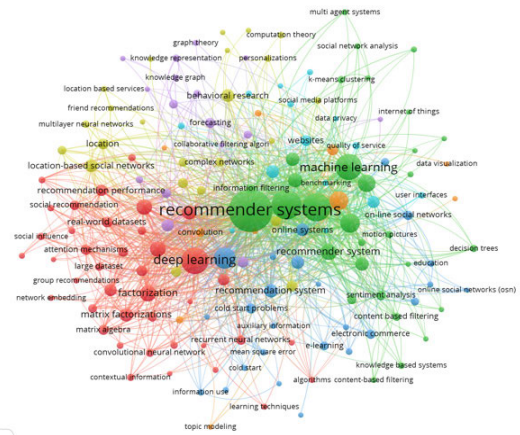 multi agent systems
computation theory
graph theory
social network analysis
knowledge representation
personalizations
knowledge graph
k-means clustering
location based services
behavioral research
social media platforms
friend recommendations
internet of things
data privacy
multilayer neural networks
forecasting
location
collaborative filtering algori
websites
quality of service
complex networks
location-based social networks
machine learning
data visualization
benchmarking
information filtering
recommendation performance
user interfaces
social recommendation
recommender systems
on-line social networks
real-world datasets
online systems
convolution
motion pictures
social influence
attention mechanisms
recommender system
decision trees
deep learning
education
large dataset
group recommendations
recommendation system
online social networks (osn)
factorization
sentiment analysis
network embedding
cold start problems
matrix factorizations
content based filtering
auxiliary information
matrix algebra
electronic commerce
recurrent neural networks
e-learning
convolutional neural network
mean square error
knowledge based systems
cold start
contextual information
algorithms
content-based filtering
information use
learning techniques
topic modeling